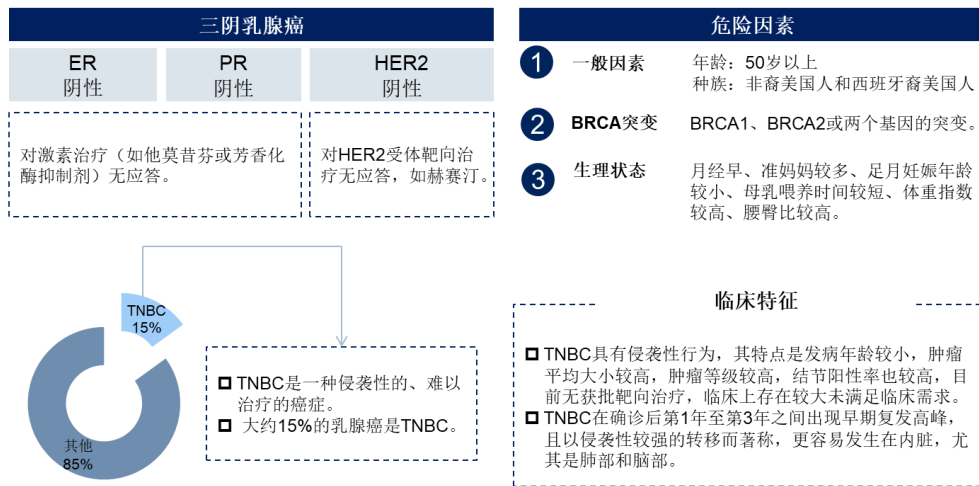 三阴乳腺癌
ER
阴性
PR
阴性
HER2
阴性
对激素治疗（如他莫昔芬或芳香化
酶抑制剂）无应答。
对HER2受体靶向治
疗无应答，如赫赛汀。
TNBC
15%
其他
85%
TNBC是一种侵袭性的、难以
治疗的癌症。
大约15%的乳腺癌是TNBC。
危险因素
1
一般因素
年龄：50岁以上
种族：非裔美国人和西班牙裔美国人
2
BRCA突变
BRCA1、BRCA2或两个基因的突变。
3
生理状态
月经早、准妈妈较多、足月妊娠年龄
较小、母乳喂养时间较短、体重指数
较高、腰臀比较高。
临床特征
TNBC具有侵袭性行为，其特点是发病年龄较小，肿瘤
平均大小较高，肿瘤等级较高，结节阳性率也较高，目
前无获批靶向治疗，临床上存在较大未满足临床需求。
TNBC在确诊后第1年至第3年之间出现早期复发高峰，
且以侵袭性较强的转移而著称，更容易发生在内脏，尤
其是肺部和脑部。